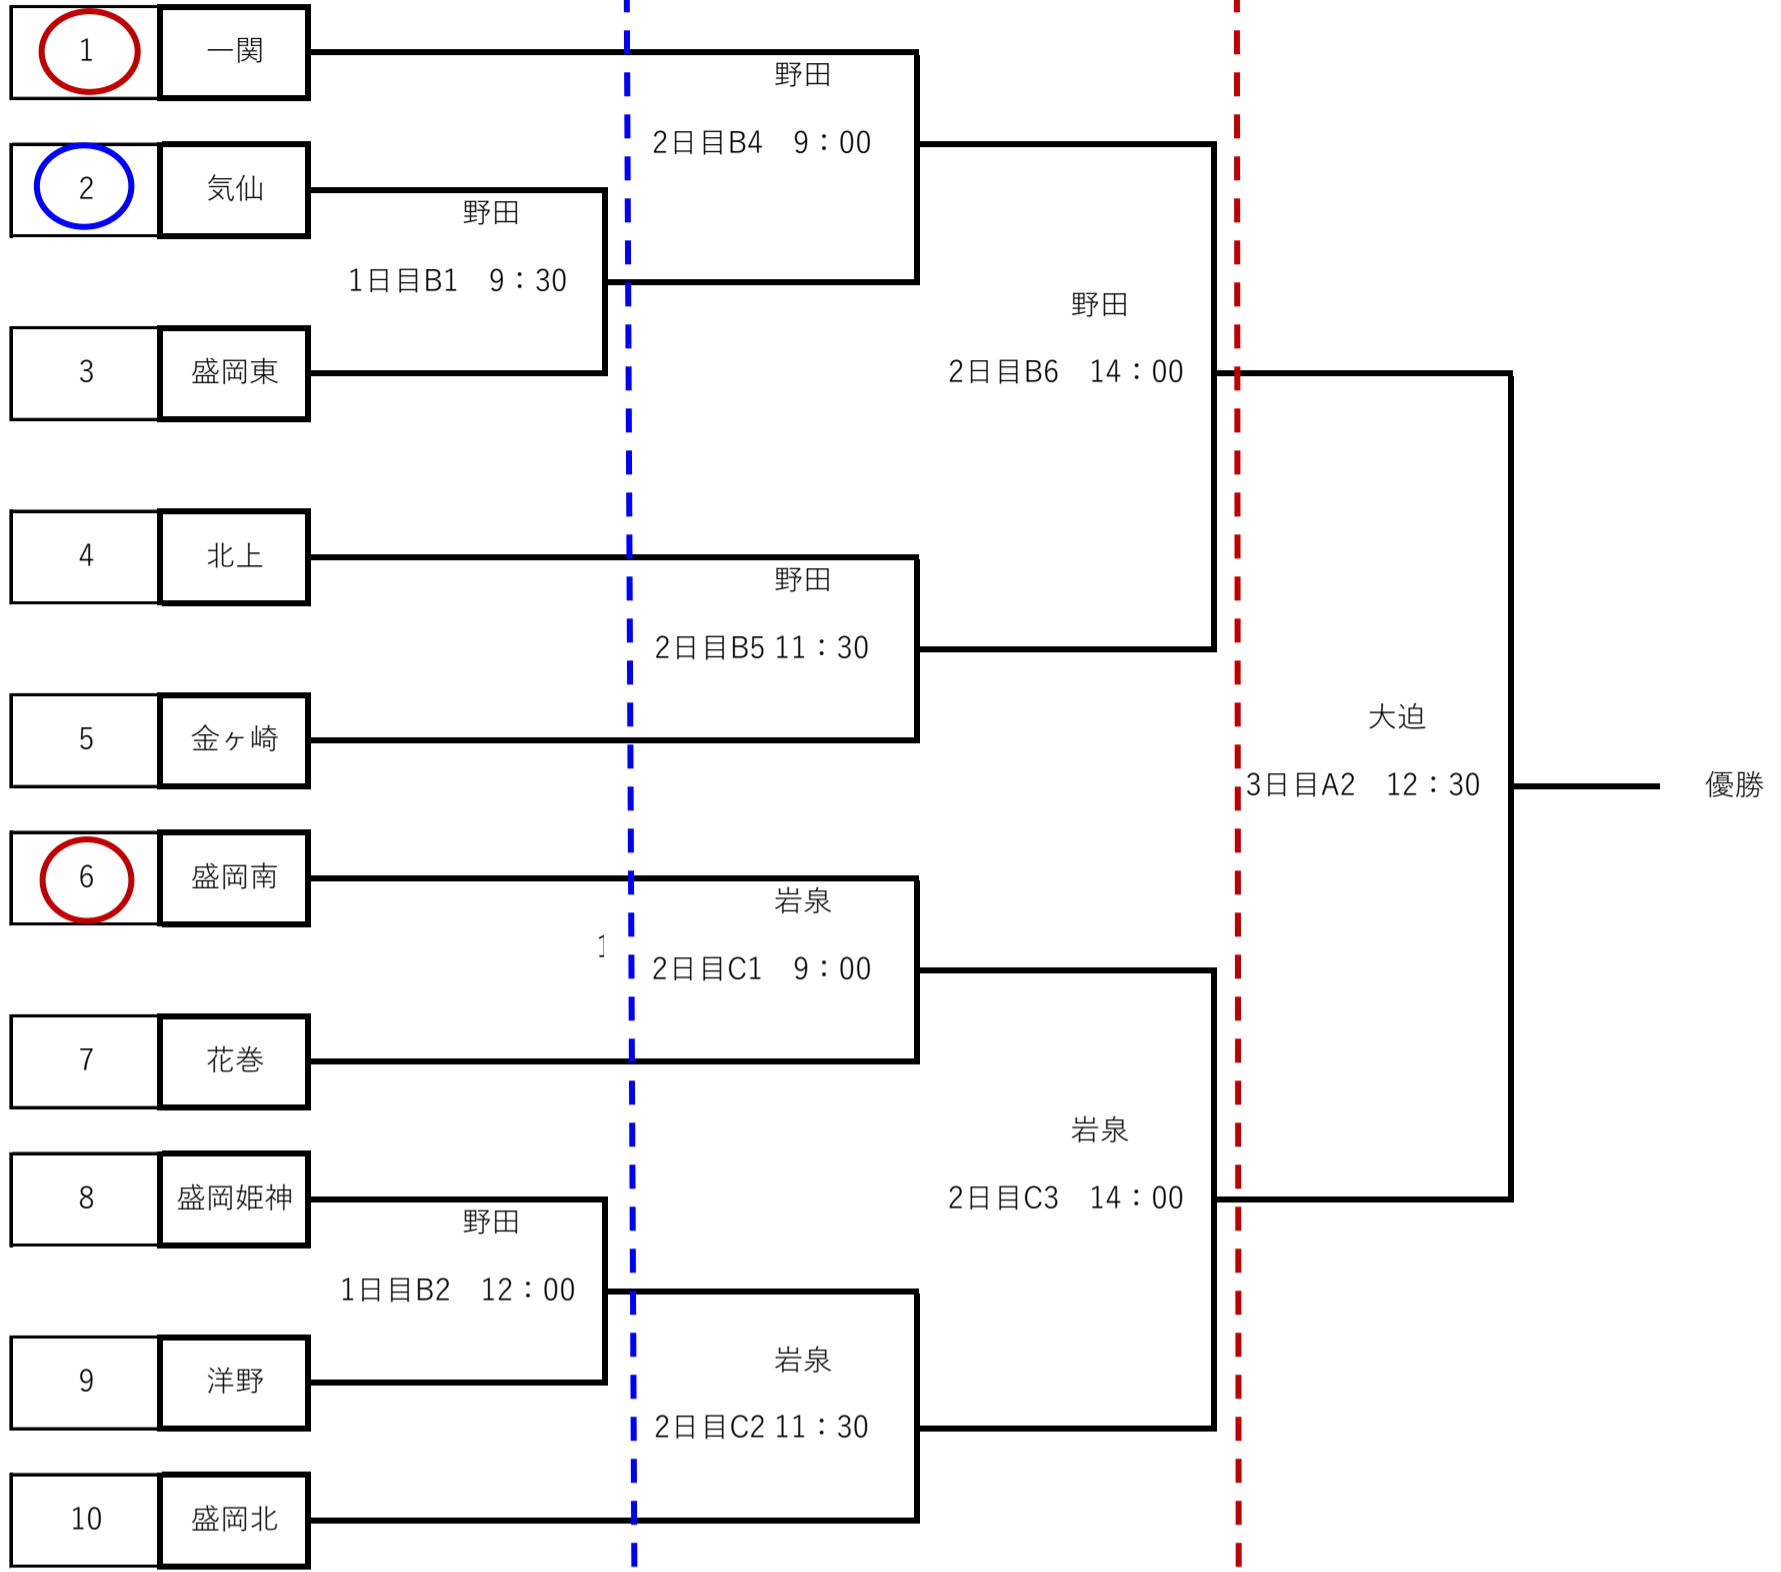 1 一関
野田
2日目B4 9：00
2 気仙
野田
1日目B1 9：30
野田
3 盛岡東
2日目B6 14：00
4 北上
野田
2日目B5 11：30
5 金ヶ崎
大迫
3日目A2 12：30
優勝
6 盛岡南
岩泉
1
2日目C1 9：00
7 花巻
岩泉
8 盛岡姫神
2日目C3 14：00
野田
1日目B2 12：00
岩泉
9 洋野
2日目C2 11：30
10 盛岡北